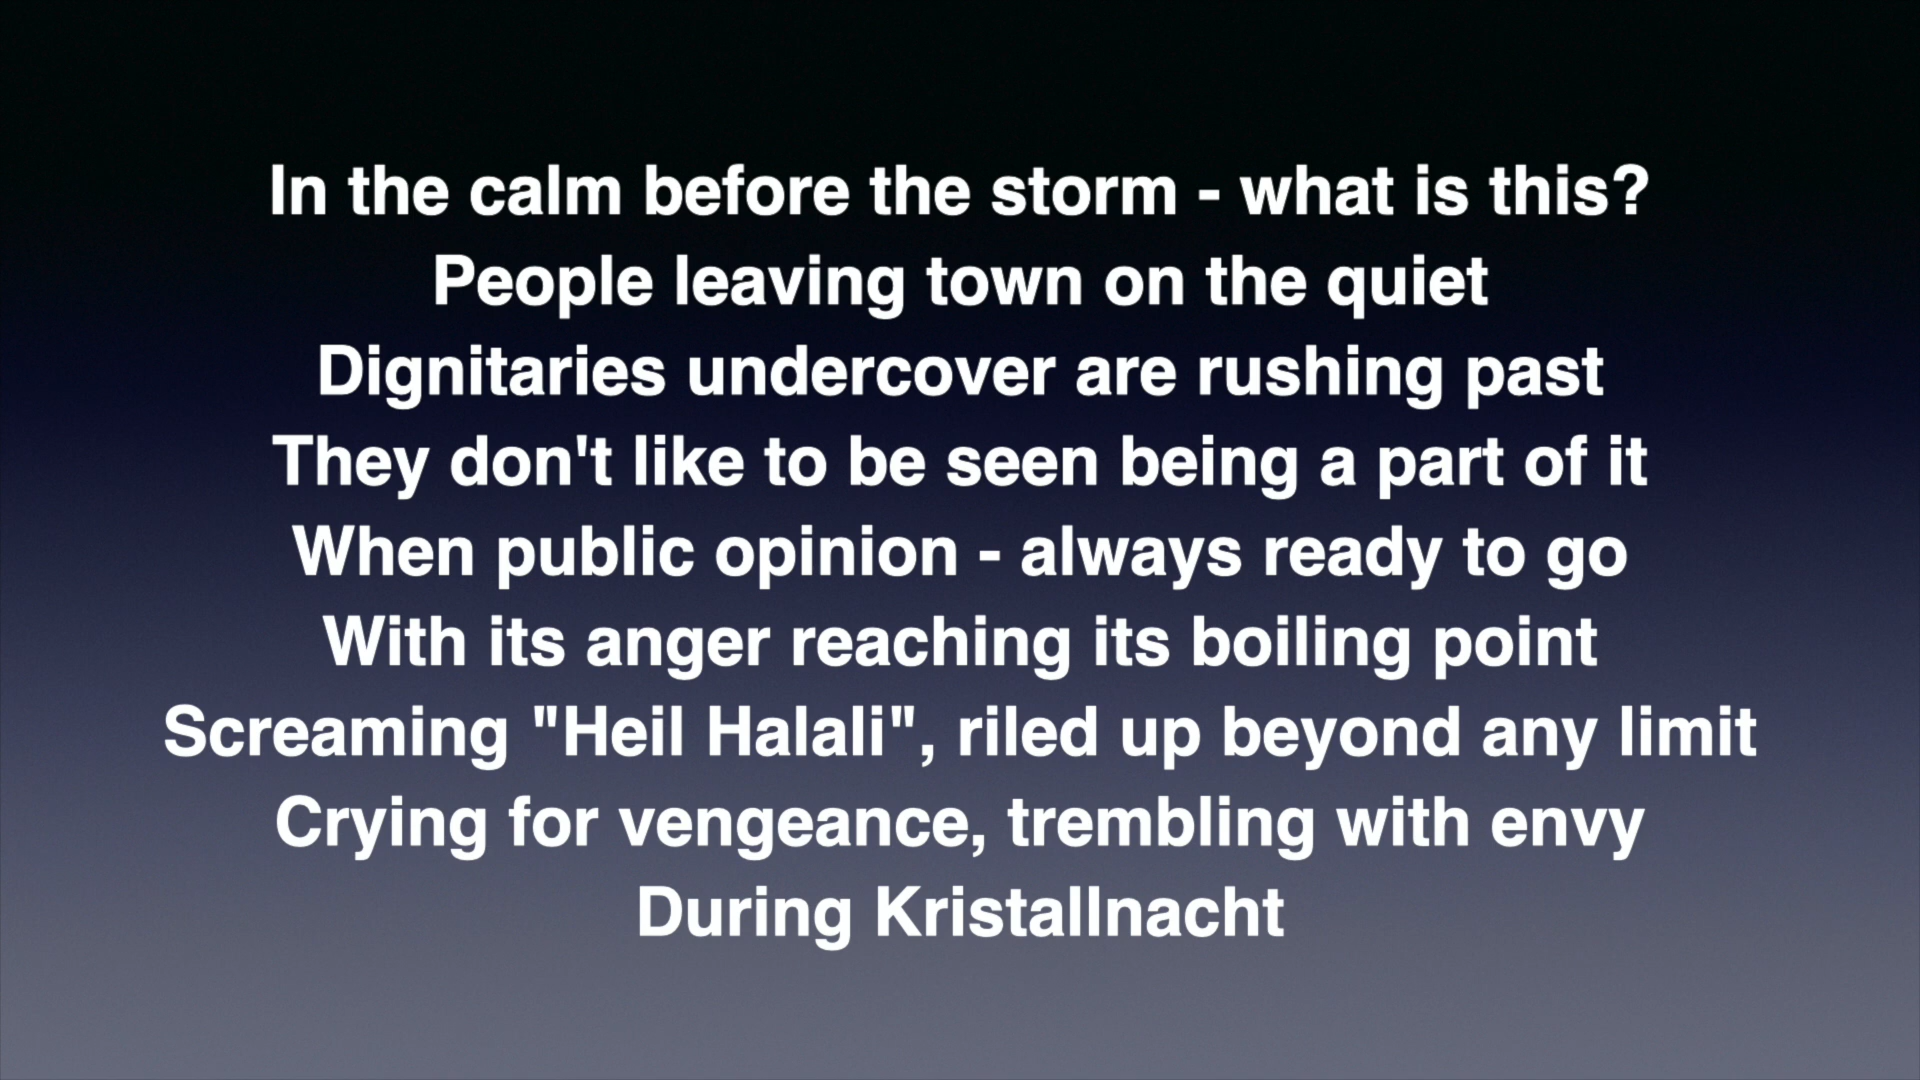 In the calm before the storm - what is this?
People leaving town on the quiet
Dignitaries undercover are rushing past
They don't like to be seen being a part of it
When public opinion - always ready to go
With its anger reaching its boiling point
Screaming "Heil Halali", riled up beyond any limit
Crying for vengeance, trembling with envy
During Kristallnacht